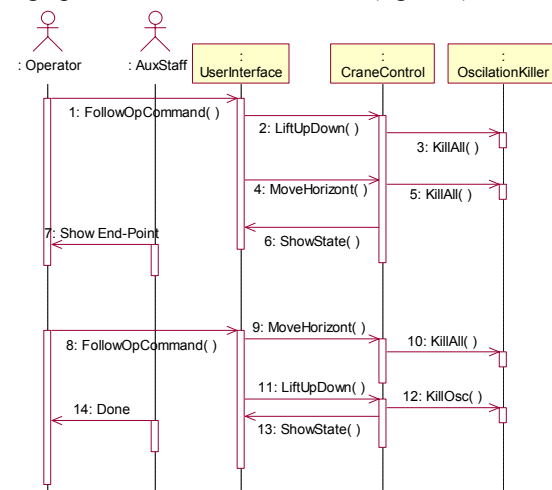 : Operator
: AuxStaff
:
UserInterface
:
CraneControl
:
OscilationKiller
1: FollowOpCommand( )
2: LiftUpDown( )
3: KillAll( )
4: MoveHorizont( )
5: KillAll( )
6: ShowState( )
7: Show End-Point
8: FollowOpCommand( )
9: MoveHorizont( )
10: KillAll( )
11: LiftUpDown( )
12: KillOsc( )
13: ShowState( )
14: Done